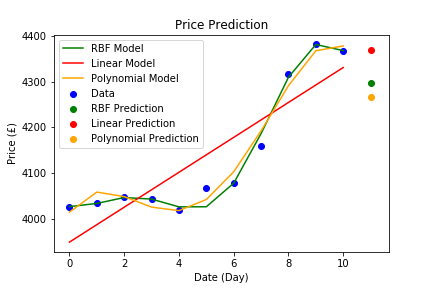 Price Prediction
4400
4300
4200
4100
4000
Price (£)
RBF Model
Linear Model
Polynomial Model
Data
RBF Prediction
Linear Prediction
Polynomial Prediction
0 2 4 6 8 10
Date (Day)